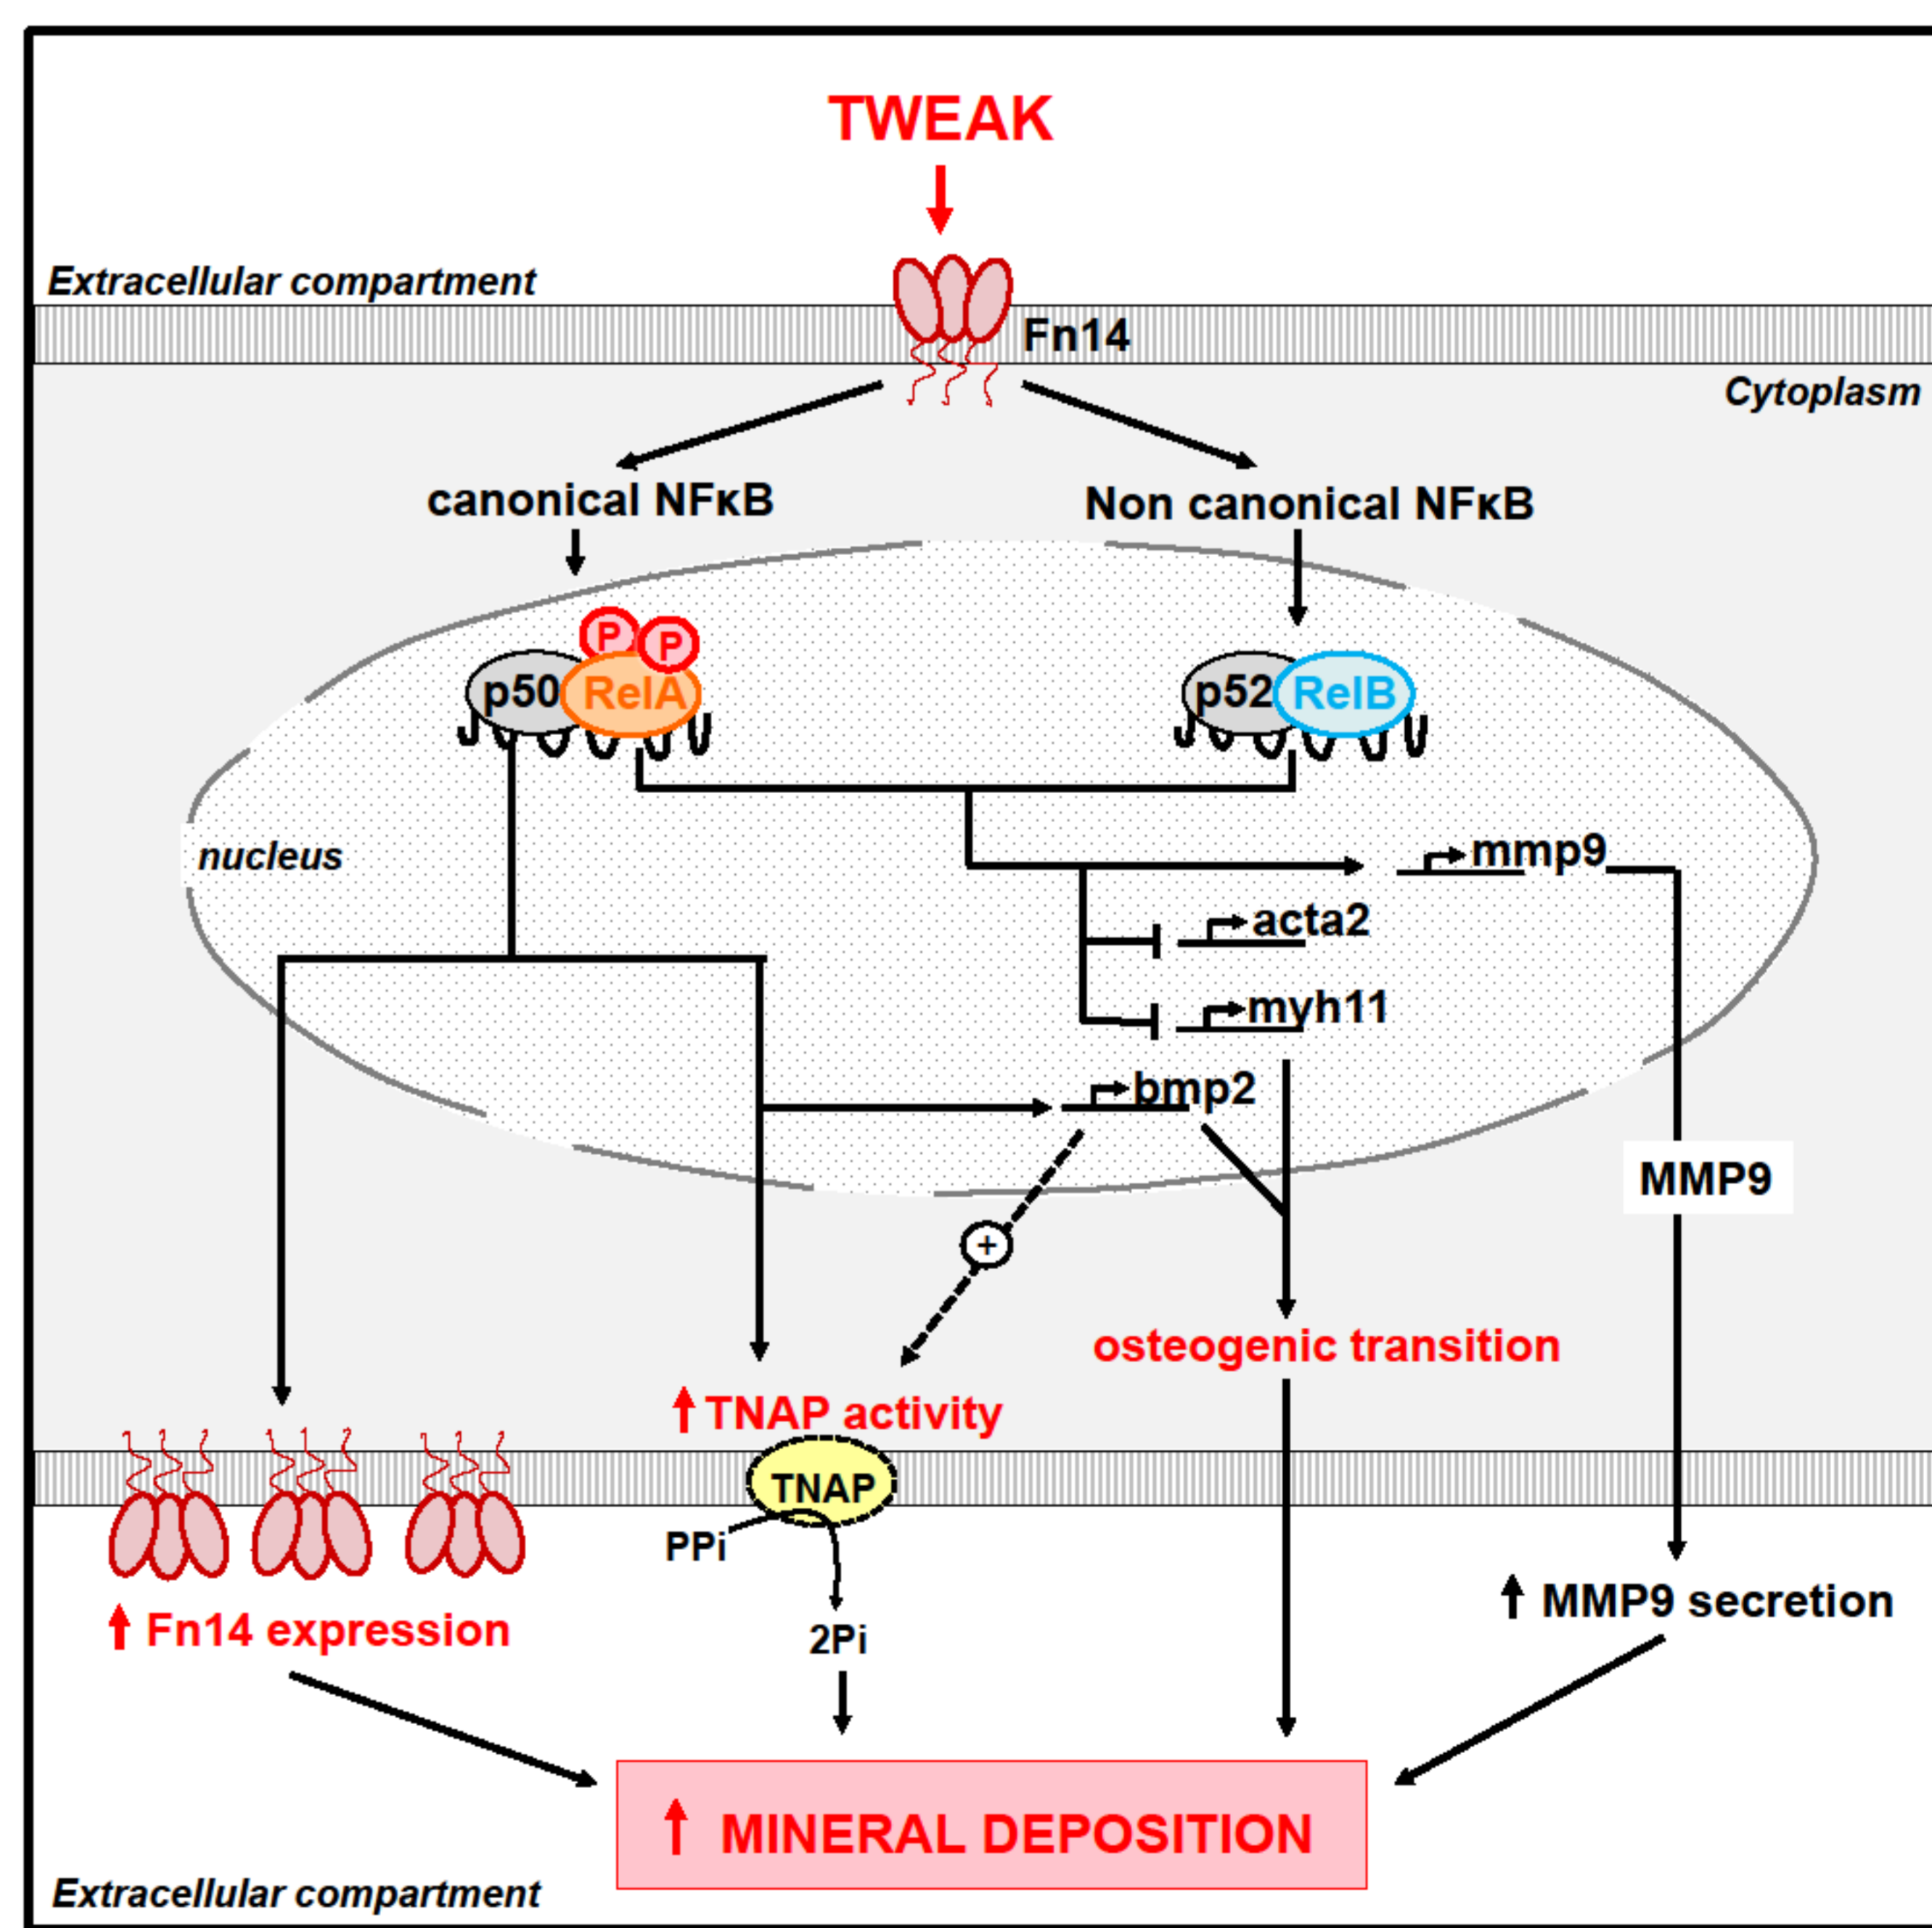 TWEAK
Extracellular compartment
Fn14
Cytoplasm
canonical NFκB
Non canonical NFκB
P
P
p50
RelA
p52
RelB
nucleus
mmp9
acta2
myh11
bmp2
MMP9
+
osteogenic transition
TNAP activity
TNAP
PPi
2Pi
Fn14 expression
MMP9 secretion
MINERAL DEPOSITION
Extracellular compartment